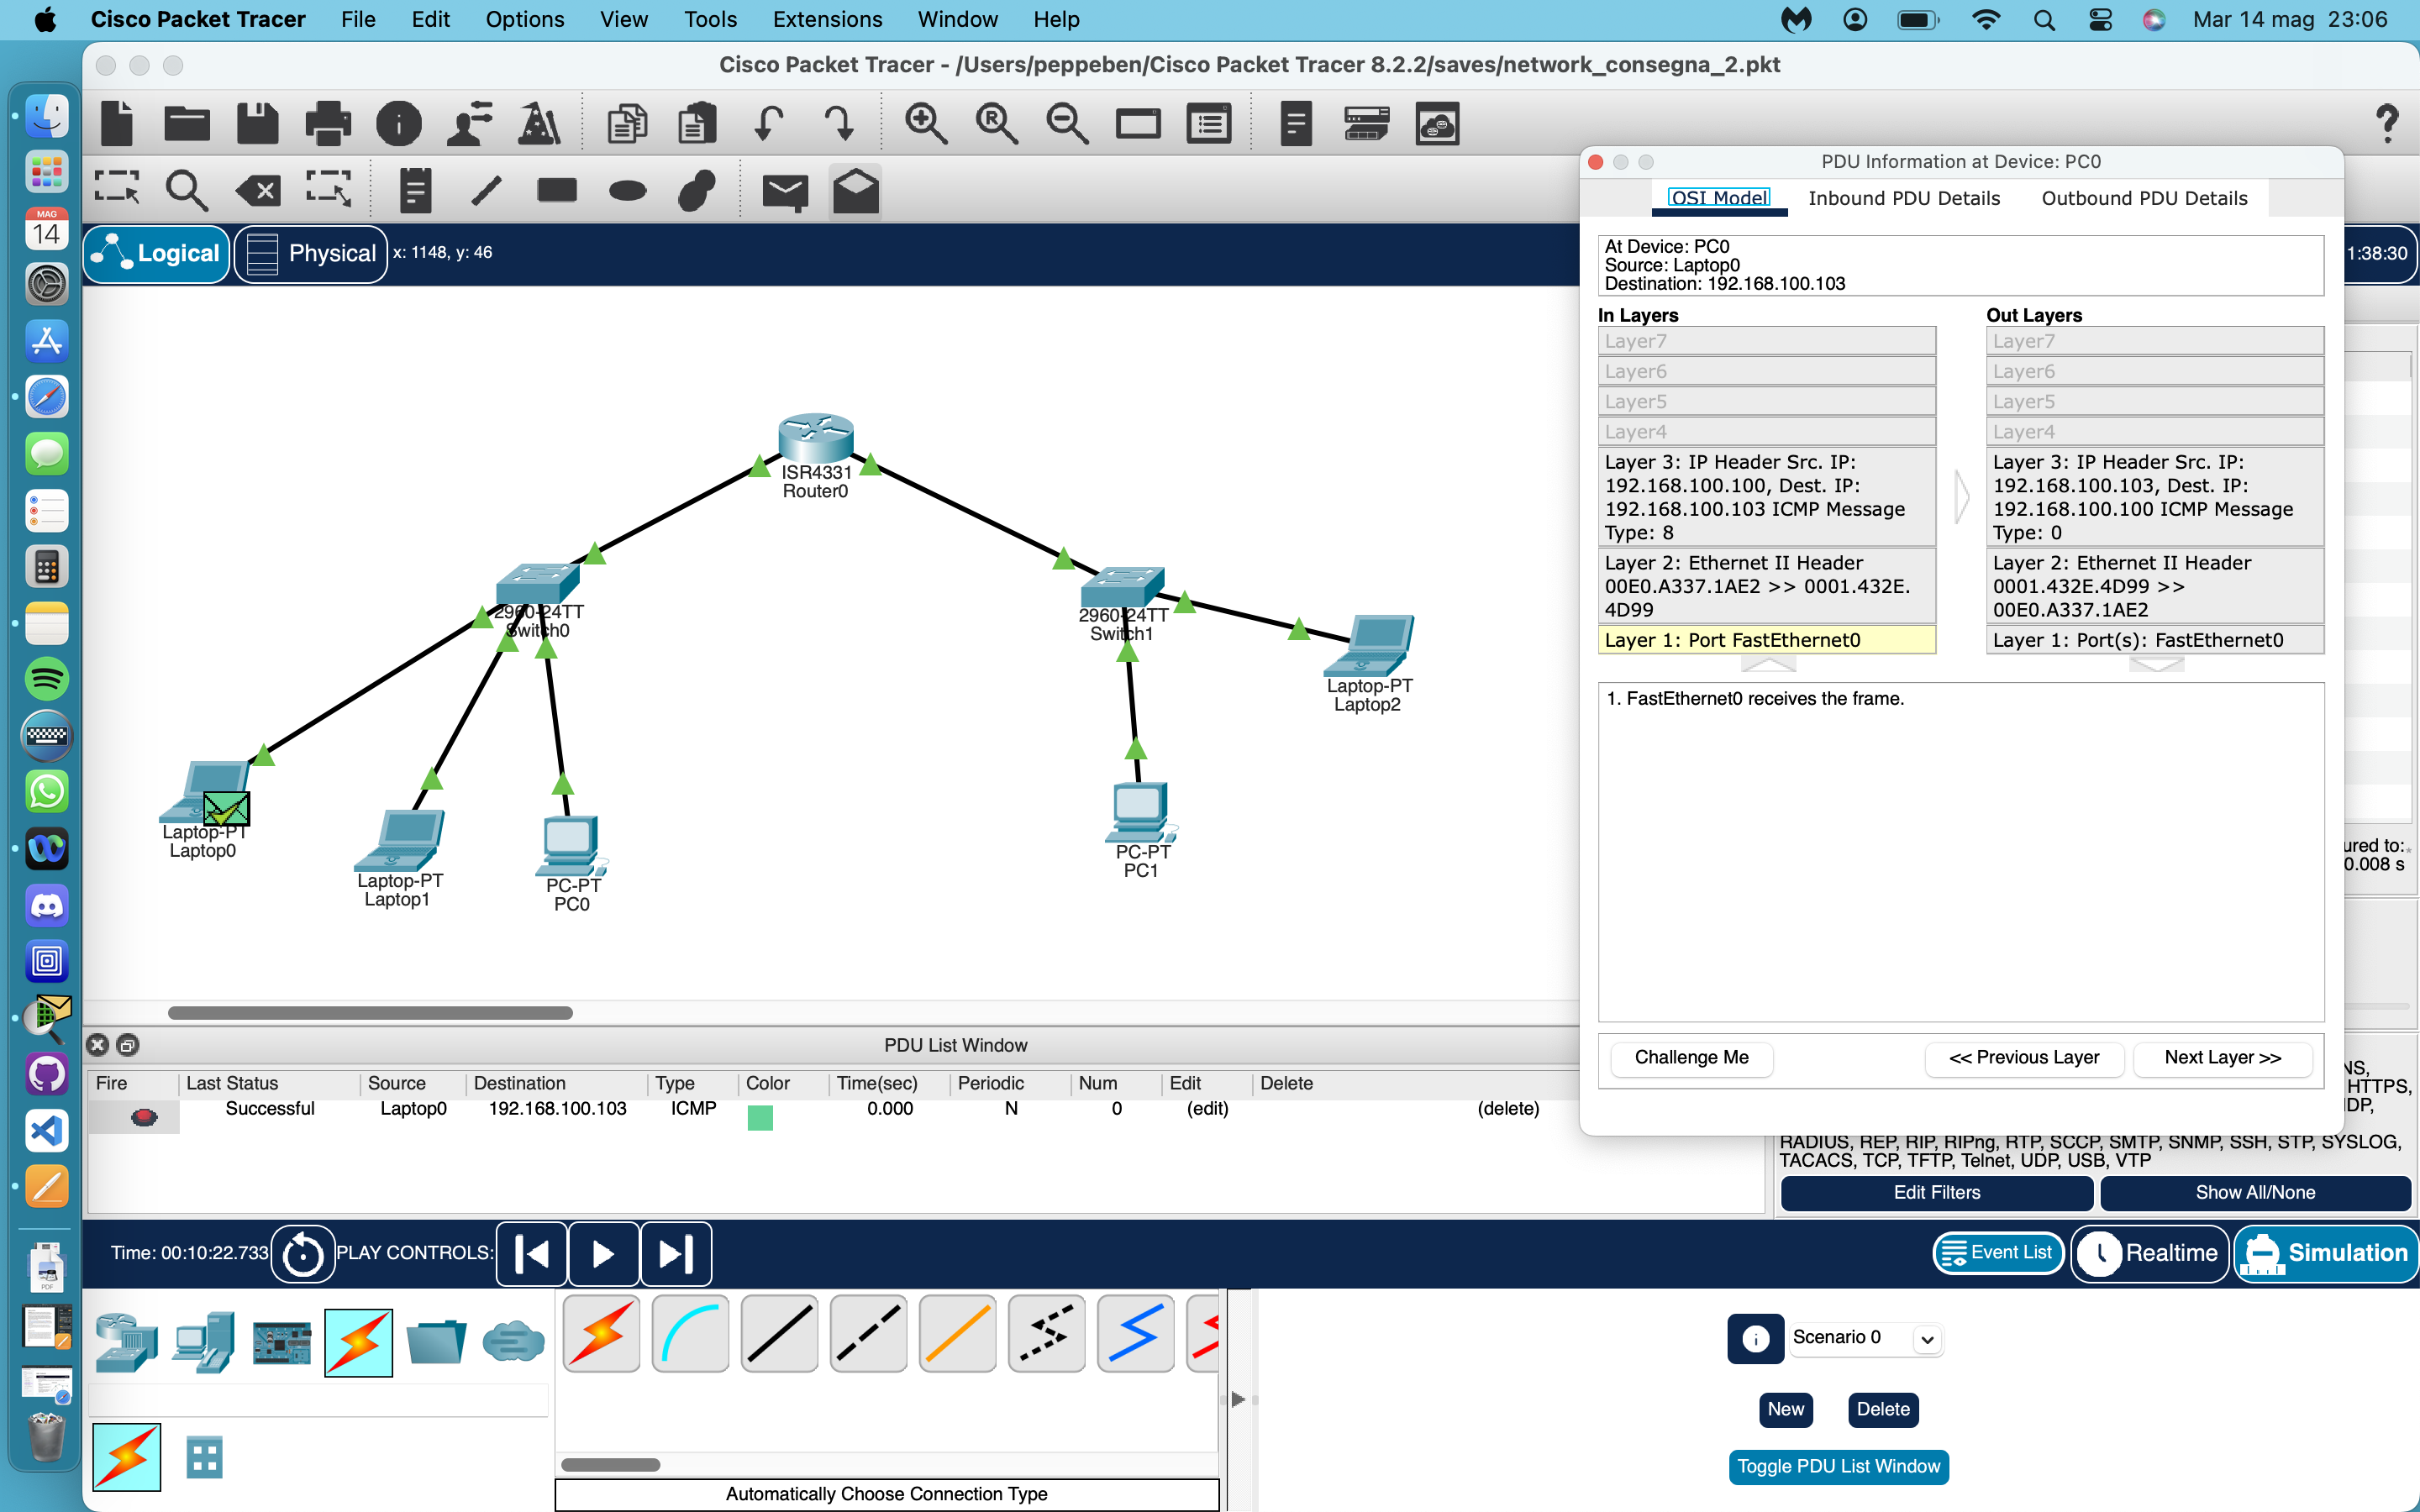 Cisco Packet Tracer File Edit Options View Tools Extensions Window Help Mar 14 mag 23:06
Cisco Packet Tracer - /Users/peppeben/Cisco Packet Tracer 8.2.2/saves/network_consegna_2.pkt
MAG
14
Logical Physical x: 1148, y: 46
1:38:30
PDU Information at Device: PC0
OSI Model Inbound PDU Details Outbound PDU Details
At Device: PC0
Source: Laptop0
Destination: 192.168.100.103
In Layers
Layer7
Layer6
Layer5
Layer4
Layer 3: IP Header Src. IP:
192.168.100.100, Dest. IP:
192.168.100.103 ICMP Message
Type: 8
Layer 2: Ethernet II Header
00E0.A337.1AE2 >> 0001.432E.
4D99
Layer 1: Port FastEthernet0
Out Layers
Layer7
Layer6
Layer5
Layer4
Layer 3: IP Header Src. IP:
192.168.100.103, Dest. IP:
192.168.100.100 ICMP Message
Type: 0
Layer 2: Ethernet II Header
0001.432E.4D99 >>
00E0.A337.1AE2
Layer 1: Port(s): FastEthernet0
1. FastEthernet0 receives the frame.
Challenge Me << Previous Layer Next Layer >>
ISR4331
Router0
2960-24TT
Switch0
2960-24TT
Switch1
Laptop-PT
Laptop2
Laptop-PT
Laptop0
Laptop-PT
Laptop1
PC-PT
PC0
PC-PT
PC1
ured to:
0.008 s
PDU List Window
Fire Last Status Source Destination Type Color Time(sec) Periodic Num Edit Delete
Successful Laptop0 192.168.100.103 ICMP 0.000 N 0 (edit) (delete)
NS,
HTTPS,
DP,
RADIUS, REP, RIP, RIPng, RTP, SCCP, SMTP, SNMP, SSH, STP, SYSLOG,
TACACS, TCP, TFTP, Telnet, UDP, USB, VTP
Edit Filters Show All/None
Time: 00:10:22.733 PLAY CONTROLS:
Event List Realtime Simulation
Scenario 0
New Delete
Toggle PDU List Window
Automatically Choose Connection Type
PDF